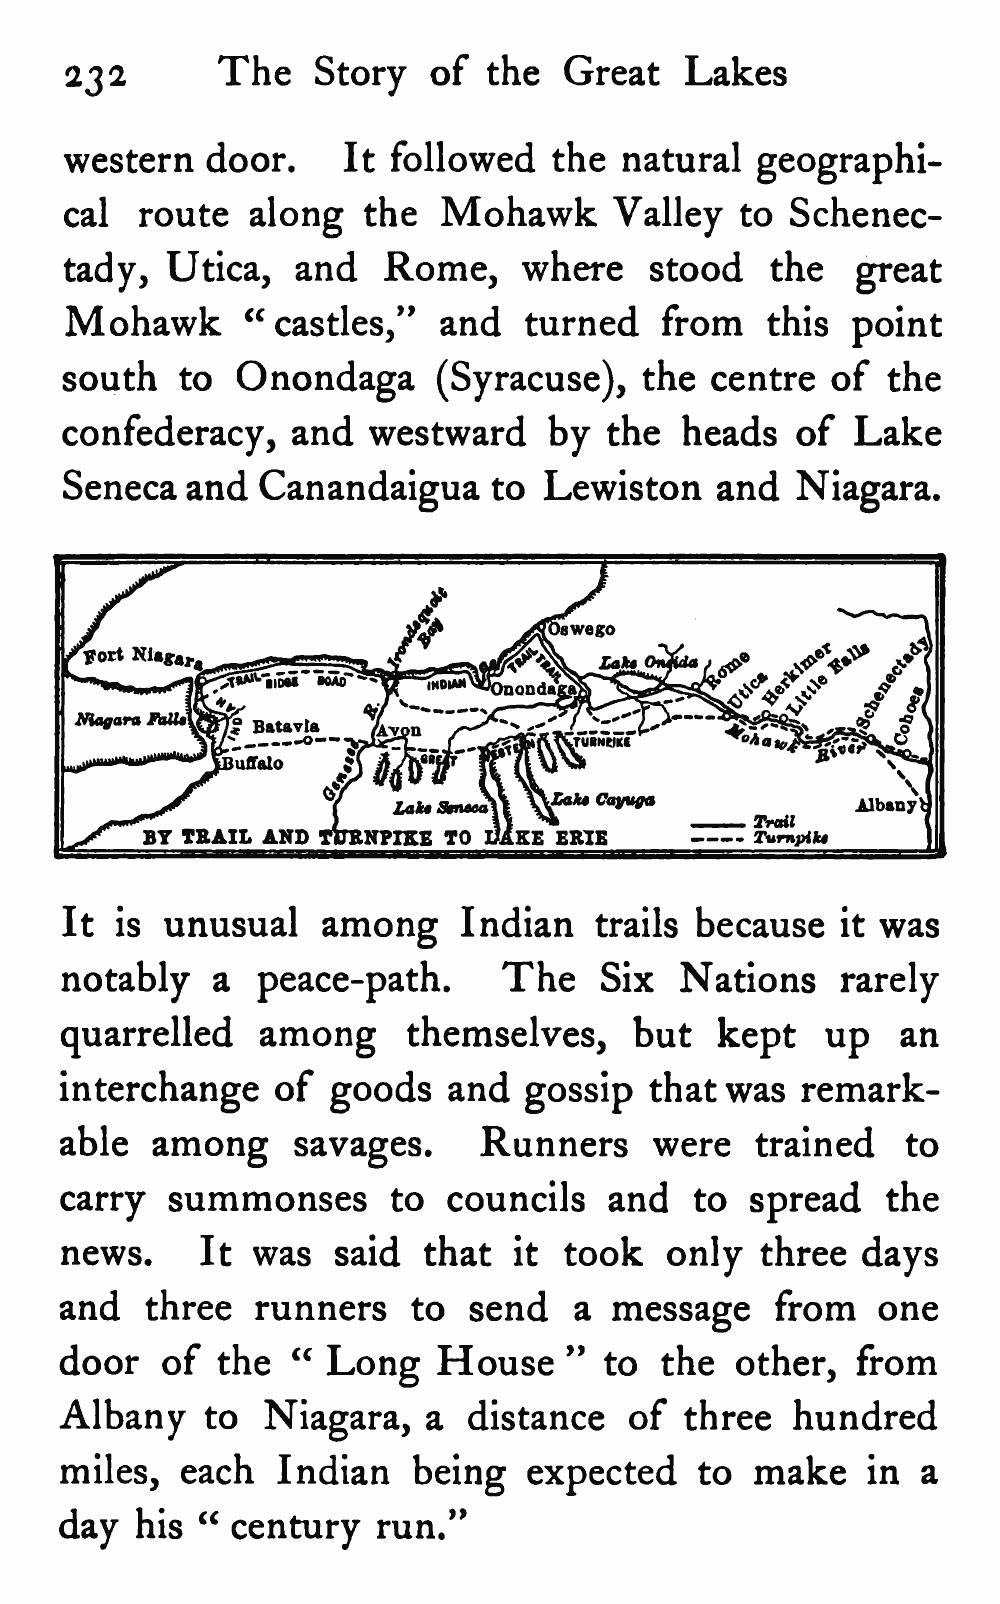 232 The Story of the Great Lakes
western door. It followed the natural geographi-
cal route along the Mohawk Valley to Schenec-
tady, Utica, and Rome, where stood the great
Mohawk “ castles,” and turned from this point
south to Onondaga (Syracuse), the centre of the
confederacy, and westward by the heads of Lake
Seneca and Canandaigua to Lewiston and Niagara.
Irondequoit
Bay
Oswego
Fort Niagara
TRAIL
RIDGE ROAD
INDIAN
TRAIL
TRAIL
Onondaga
Lake Oneida
Rome
Utica
Herkimer
Little Falls
Schenectady
Cohoes
Niagara Falls
IND
IAN
Batavia
Buffalo
Genesee
R.
Avon
GREAT
WESTERN
TURNPIKE
Mohawk
River
Lake Seneca
Lake Cayuga
Albany
BY TRAIL AND TURNPIKE TO LAKE ERIE
Trail
Turnpike
It is unusual among Indian trails because it was
notably a peace-path. The Six Nations rarely
quarrelled among themselves, but kept up an
interchange of goods and gossip that was remark-
able among savages. Runners were trained to
carry summonses to councils and to spread the
news. It was said that it took only three days
and three runners to send a message from one
door of the “ Long House ” to the other, from
Albany to Niagara, a distance of three hundred
miles, each Indian being expected to make in a
day his “ century run.”